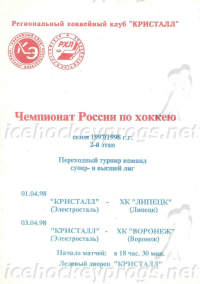 Региональный хоккейный клуб "КРИСТАЛЛ"
РХЛ
Чемпионат России по хоккею
сезон 1997/1998 г.г.
2-й этап
Переходный турнир команд
супер- и высшей лиг
01.04.98
"КРИСТАЛЛ" - ХК "ЛИПЕЦК"
(Электросталь) (Липецк)
03.04.98
"КРИСТАЛЛ" - ХК "ВОРОНЕЖ"
(Электросталь) (Воронеж)
Начало матчей: в 18 час. 30 мин.
Ледовый дворец "КРИСТАЛЛ"